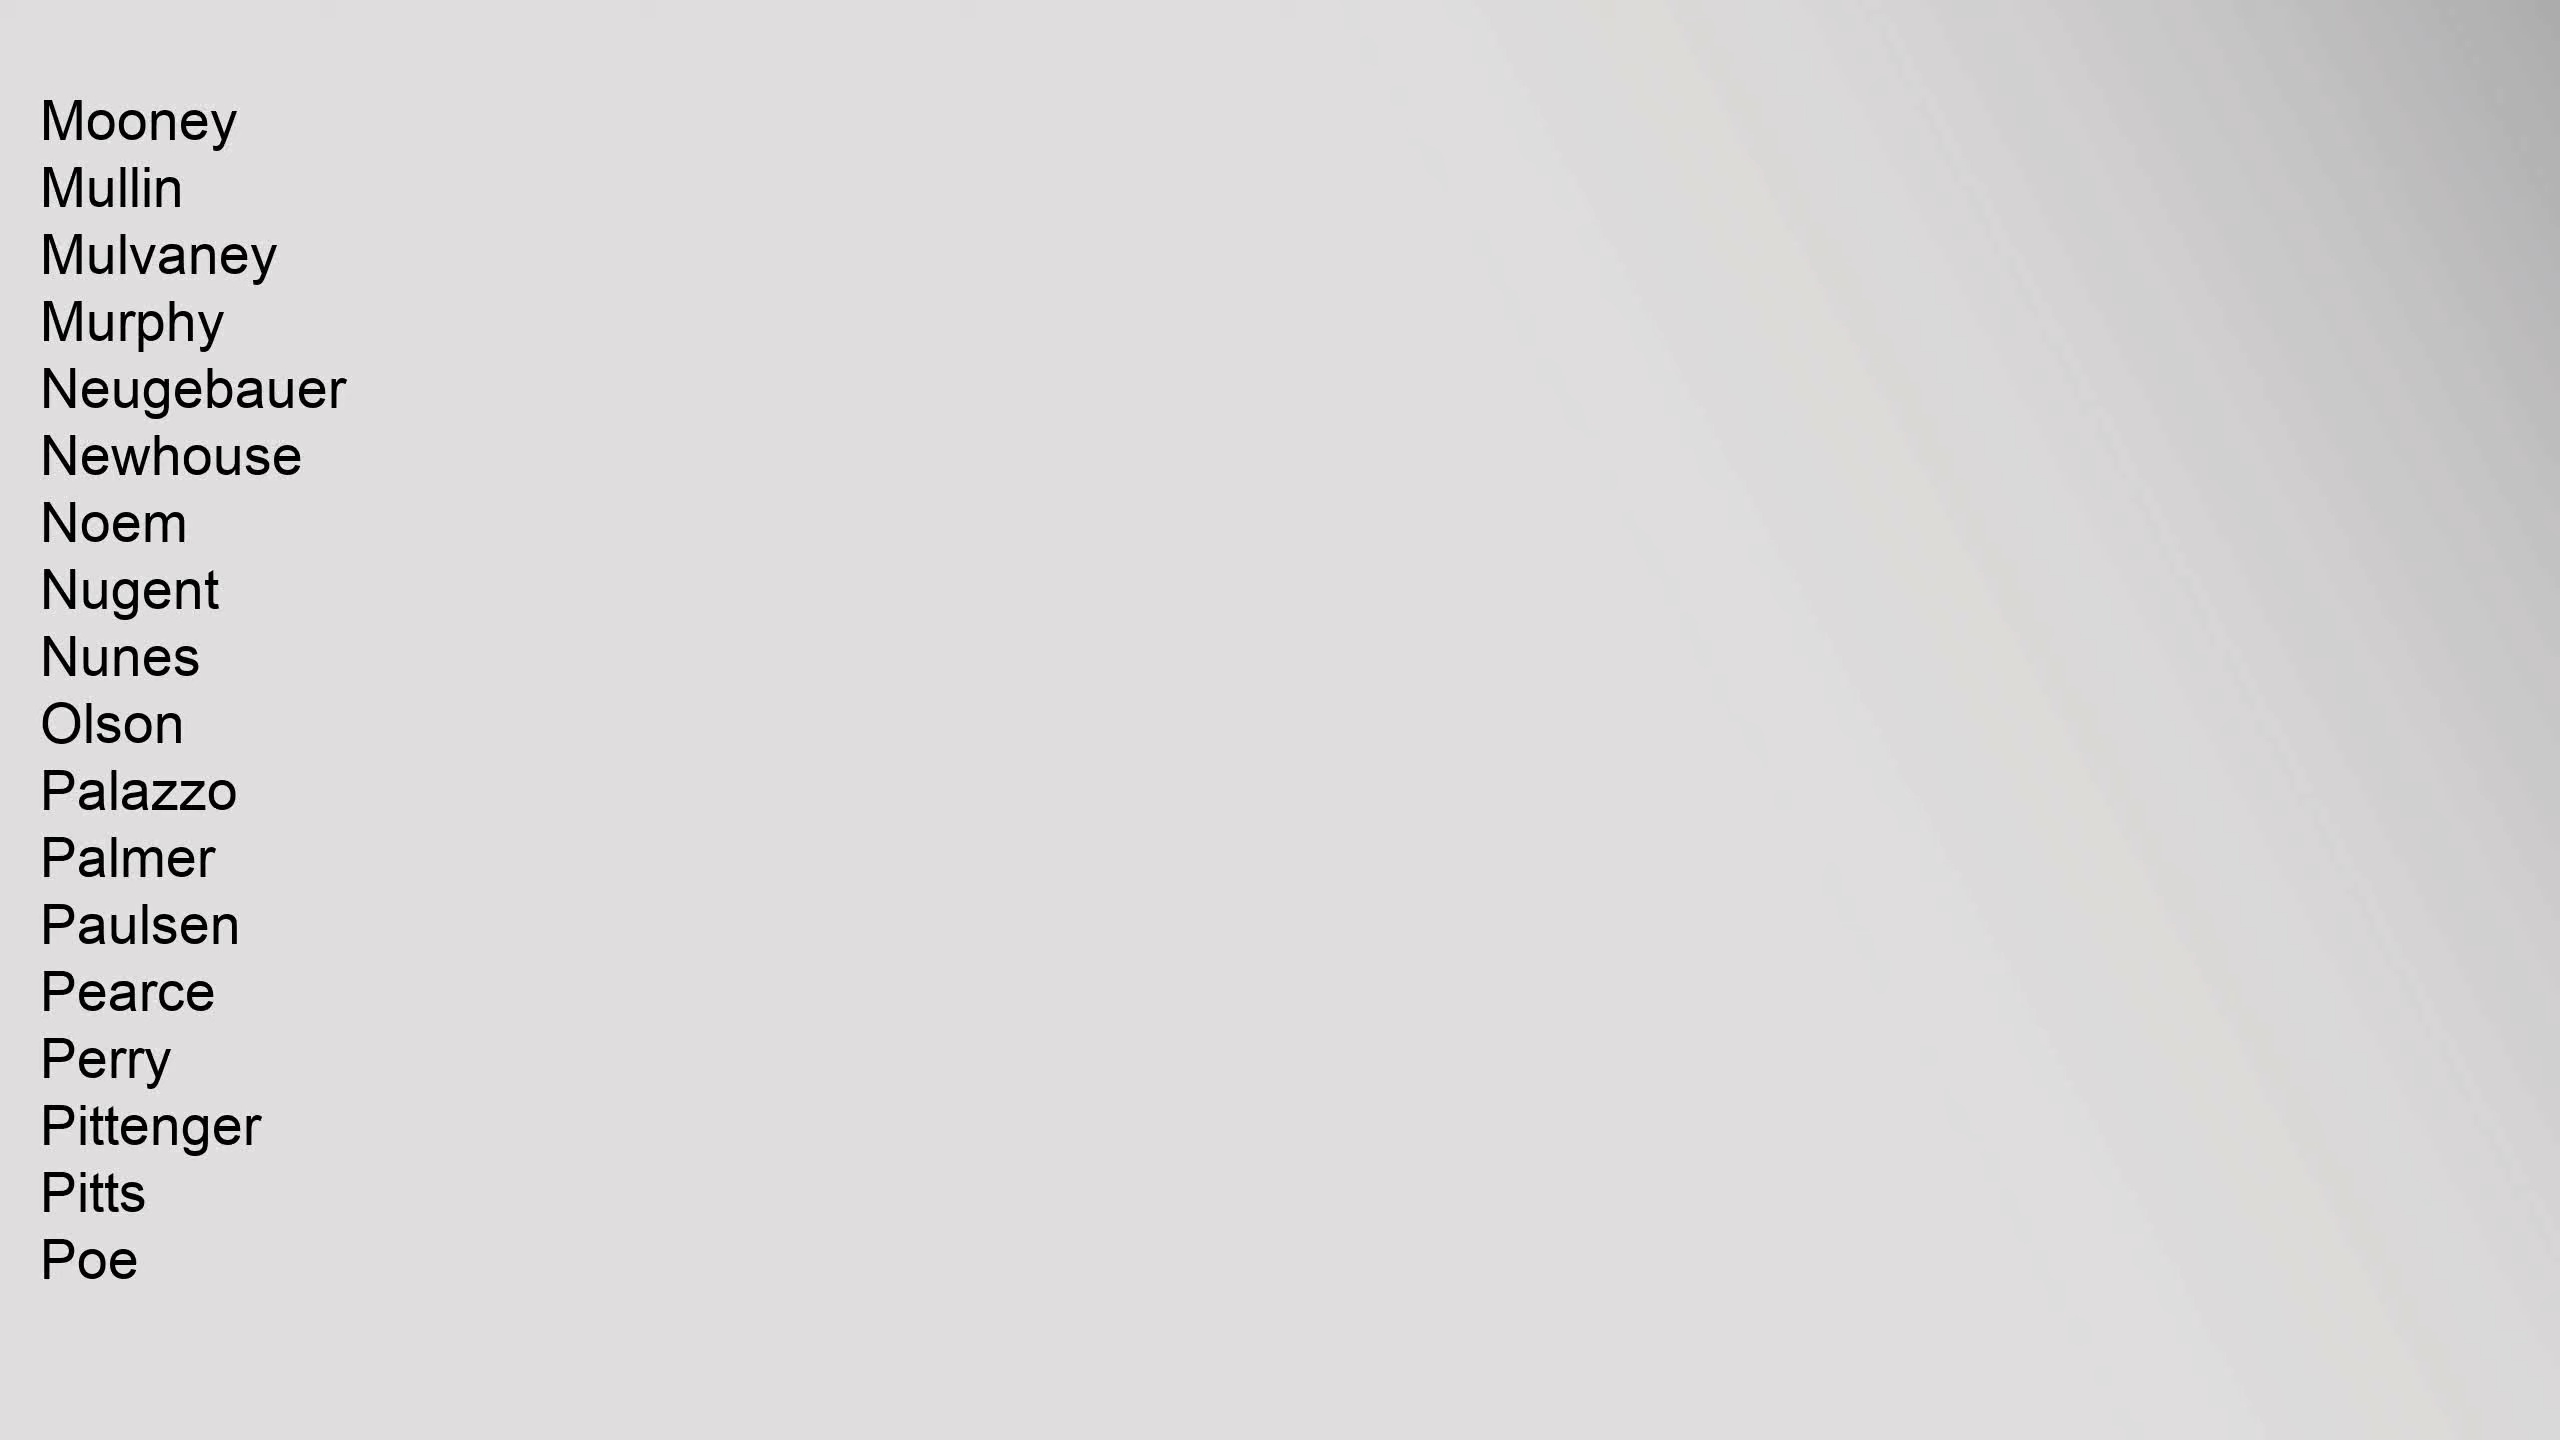 Mooney
Mullin
Mulvaney
Murphy
Neugebauer
Newhouse
Noem
Nugent
Nunes
Olson
Palazzo
Palmer
Paulsen
Pearce
Perry
Pittenger
Pitts
Poe